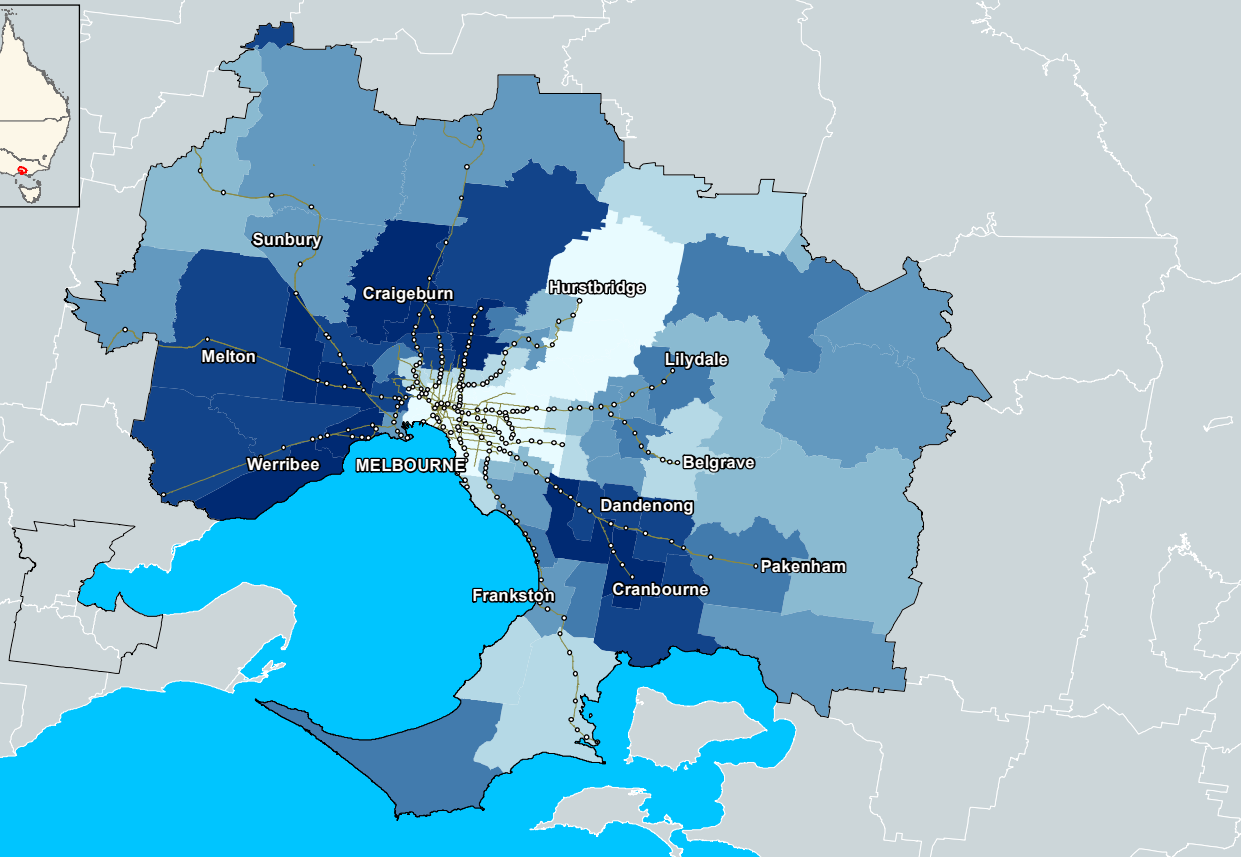 Sunbury
Hurstbridge
Craigeburn
Melton
Lilydale
Werribee
MELBOURNE
Belgrave
Dandenong
Pakenham
Cranbourne
Frankston